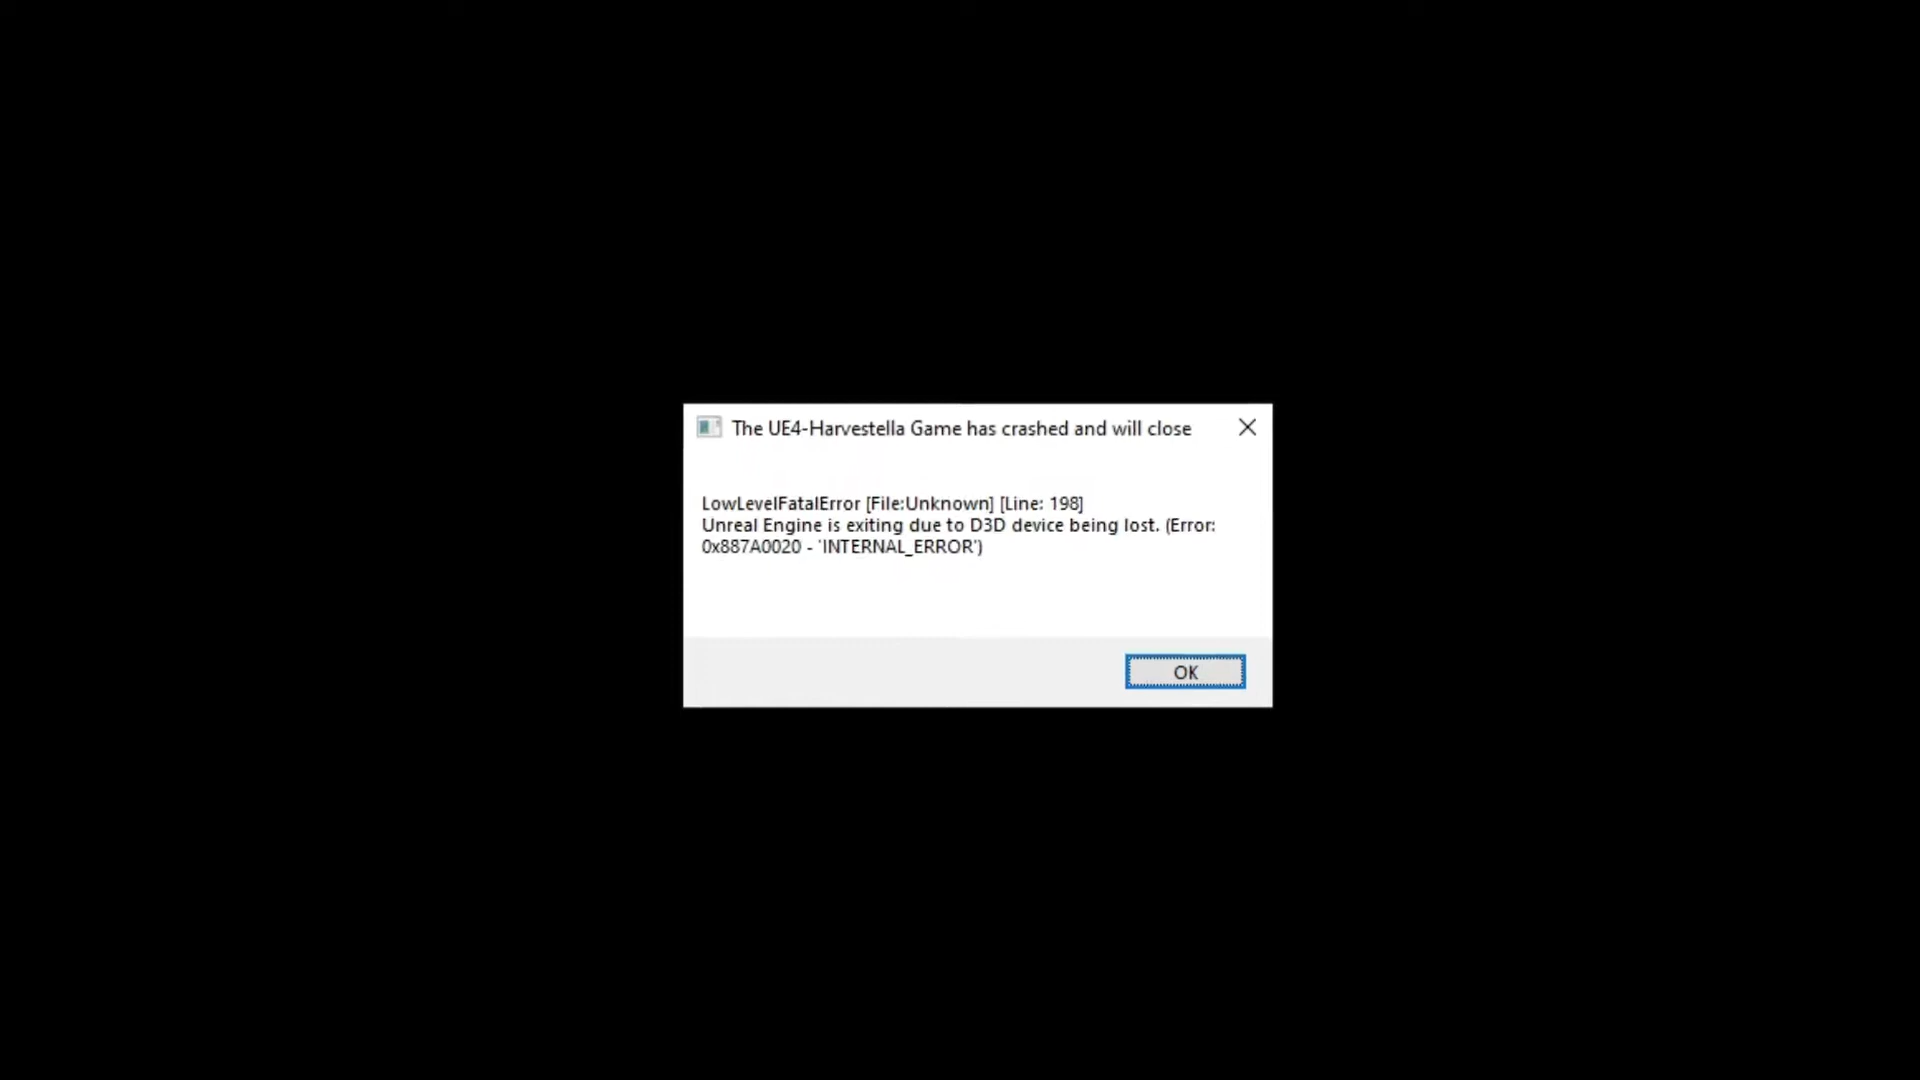 The UE4-Harvestella Game has crashed and will close
LowLevelFatalError [File:Unknown] [Line: 198]
Unreal Engine is exiting due to D3D device being lost. (Error:
0x887A0020 - 'INTERNAL_ERROR')
OK